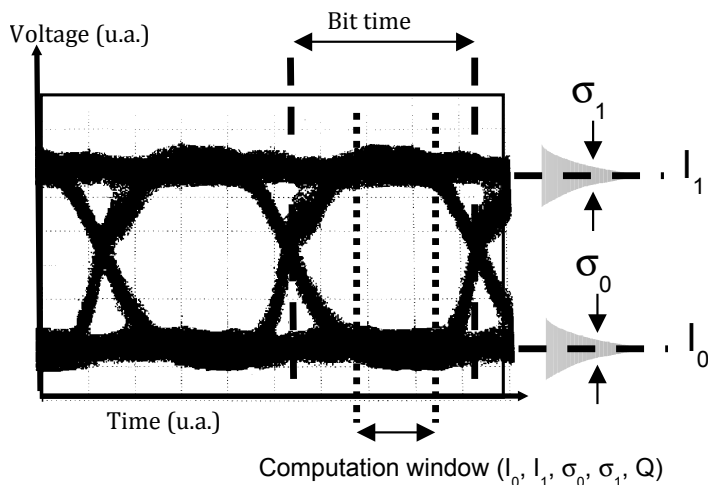 Bit time
Voltage (u.a.)
σ₁
I₁
σ₀
I₀
Time (u.a.)
Computation window (I₀, I₁, σ₀, σ₁, Q)